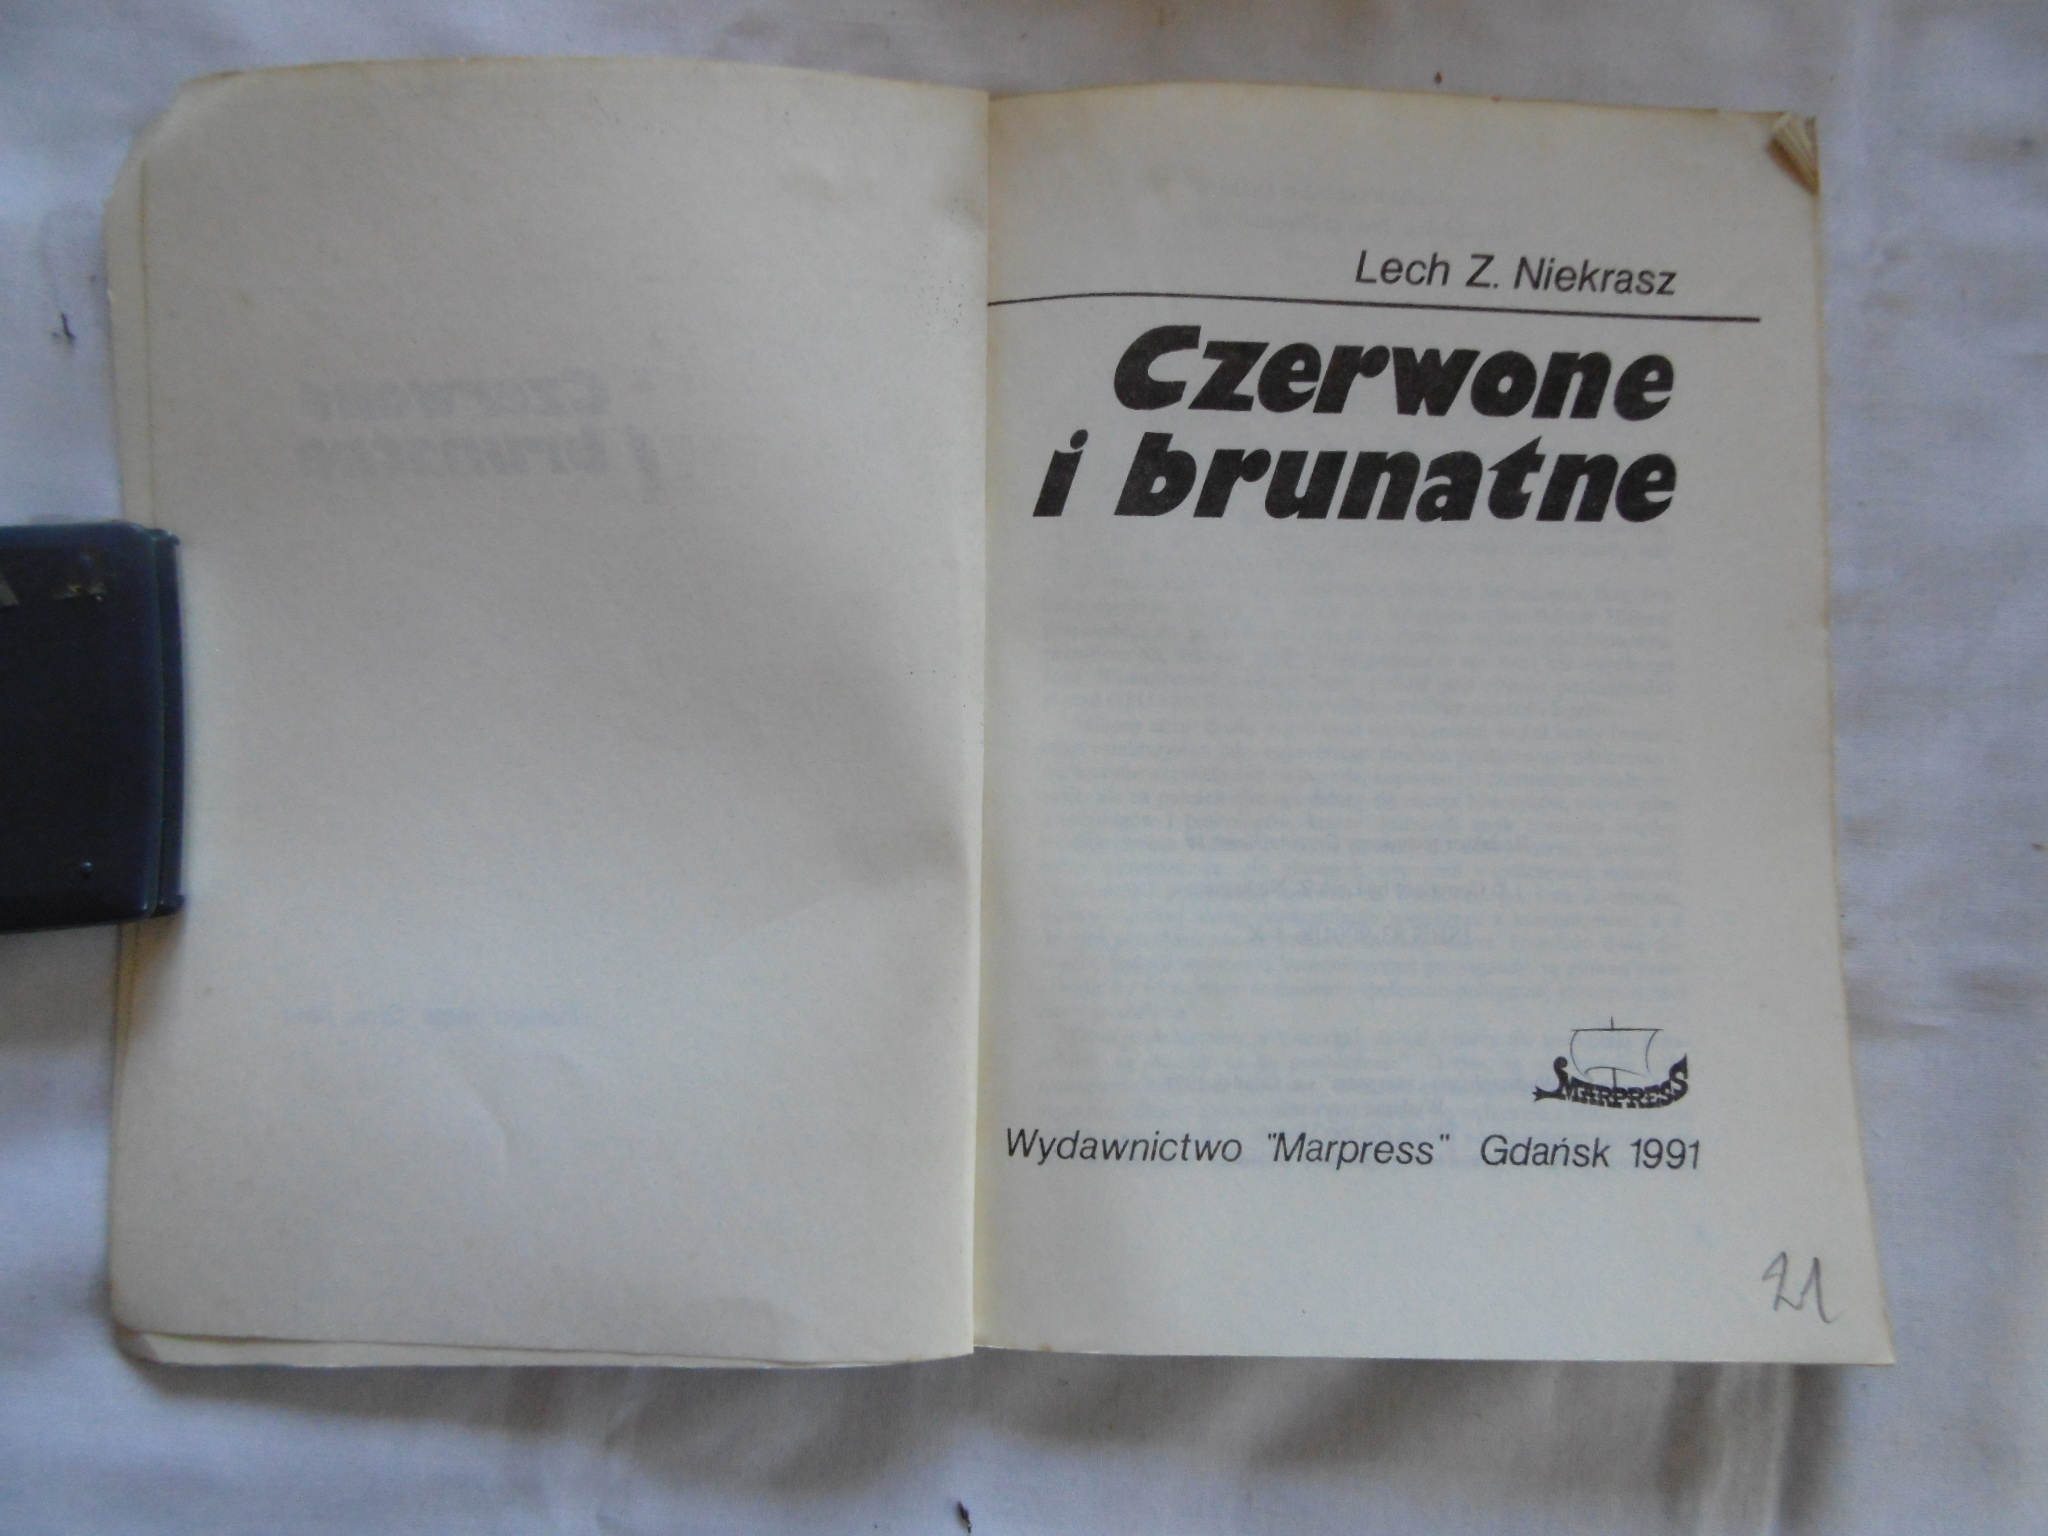 Lech Z. Niekrasz
Czerwone
i brunatne
MARPRESS
Wydawnictwo "Marpress" Gdańsk 1991
21